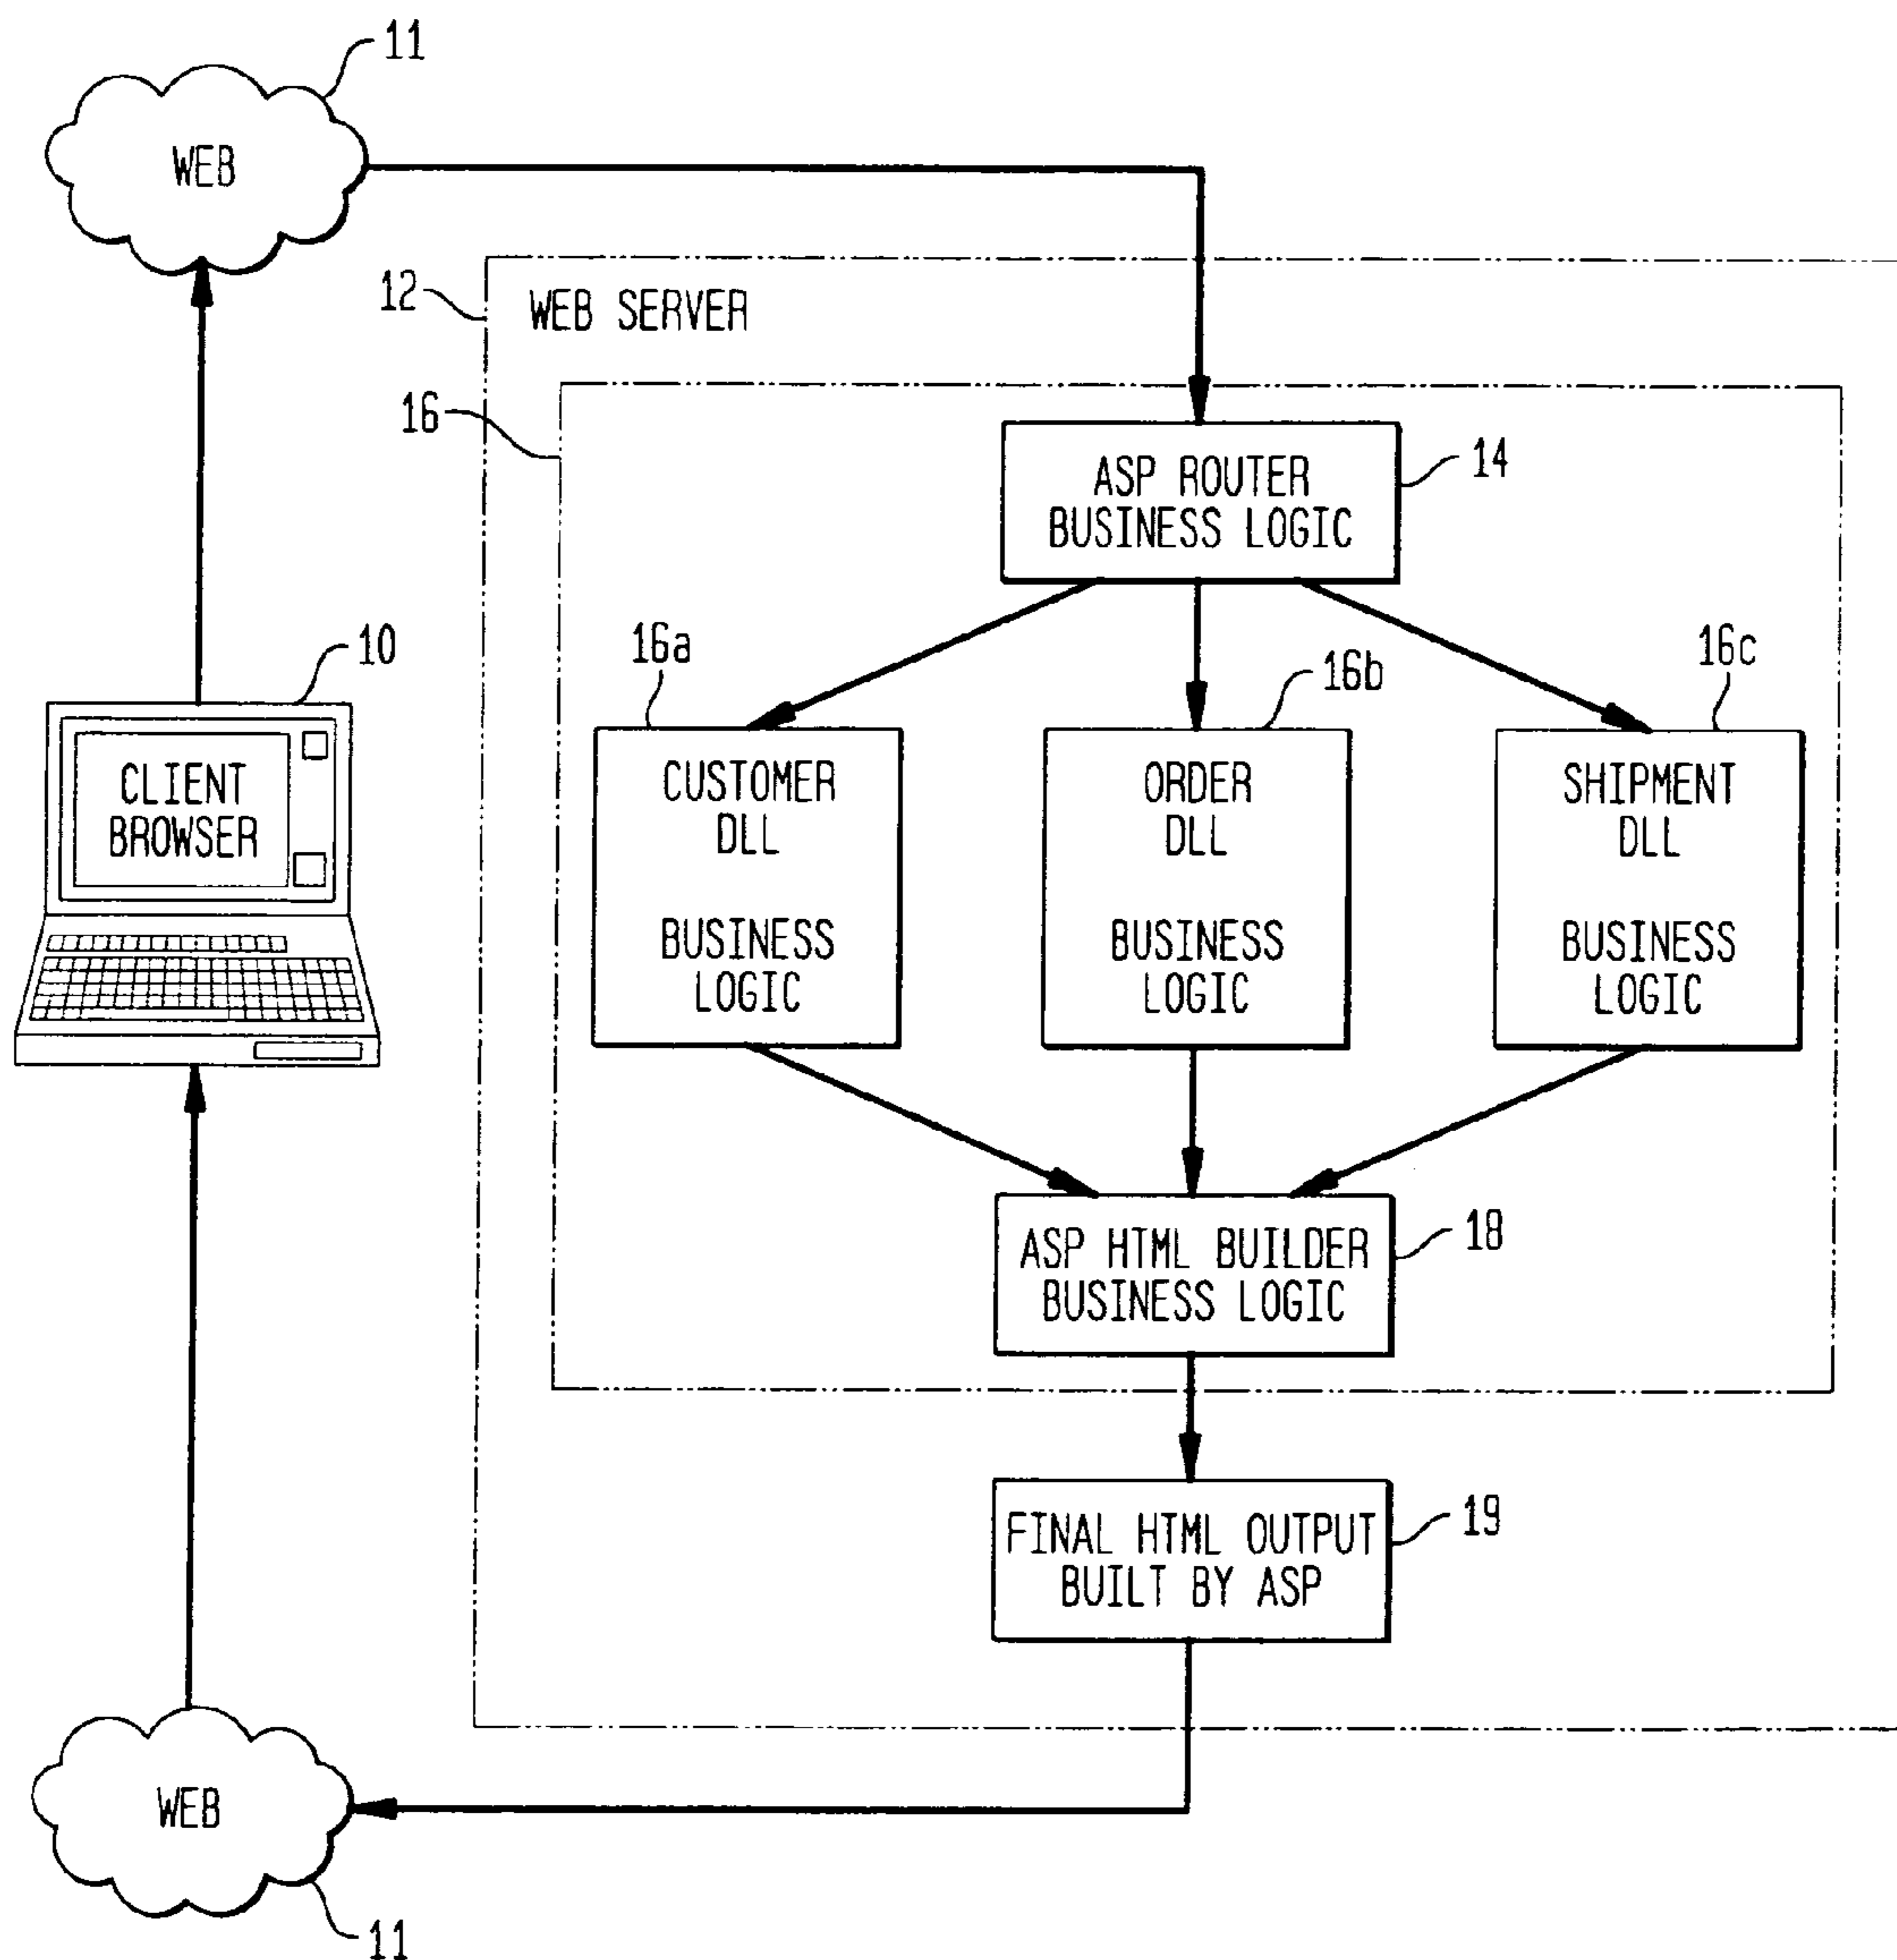 11
WEB
12
WEB SERVER
16
ASP ROUTER
BUSINESS LOGIC
14
10
CLIENT
BROWSER
16a
CUSTOMER
DLL
BUSINESS
LOGIC
16b
ORDER
DLL
BUSINESS
LOGIC
16c
SHIPMENT
DLL
BUSINESS
LOGIC
ASP HTML BUILDER
BUSINESS LOGIC
18
FINAL HTML OUTPUT
BUILT BY ASP
19
WEB
11